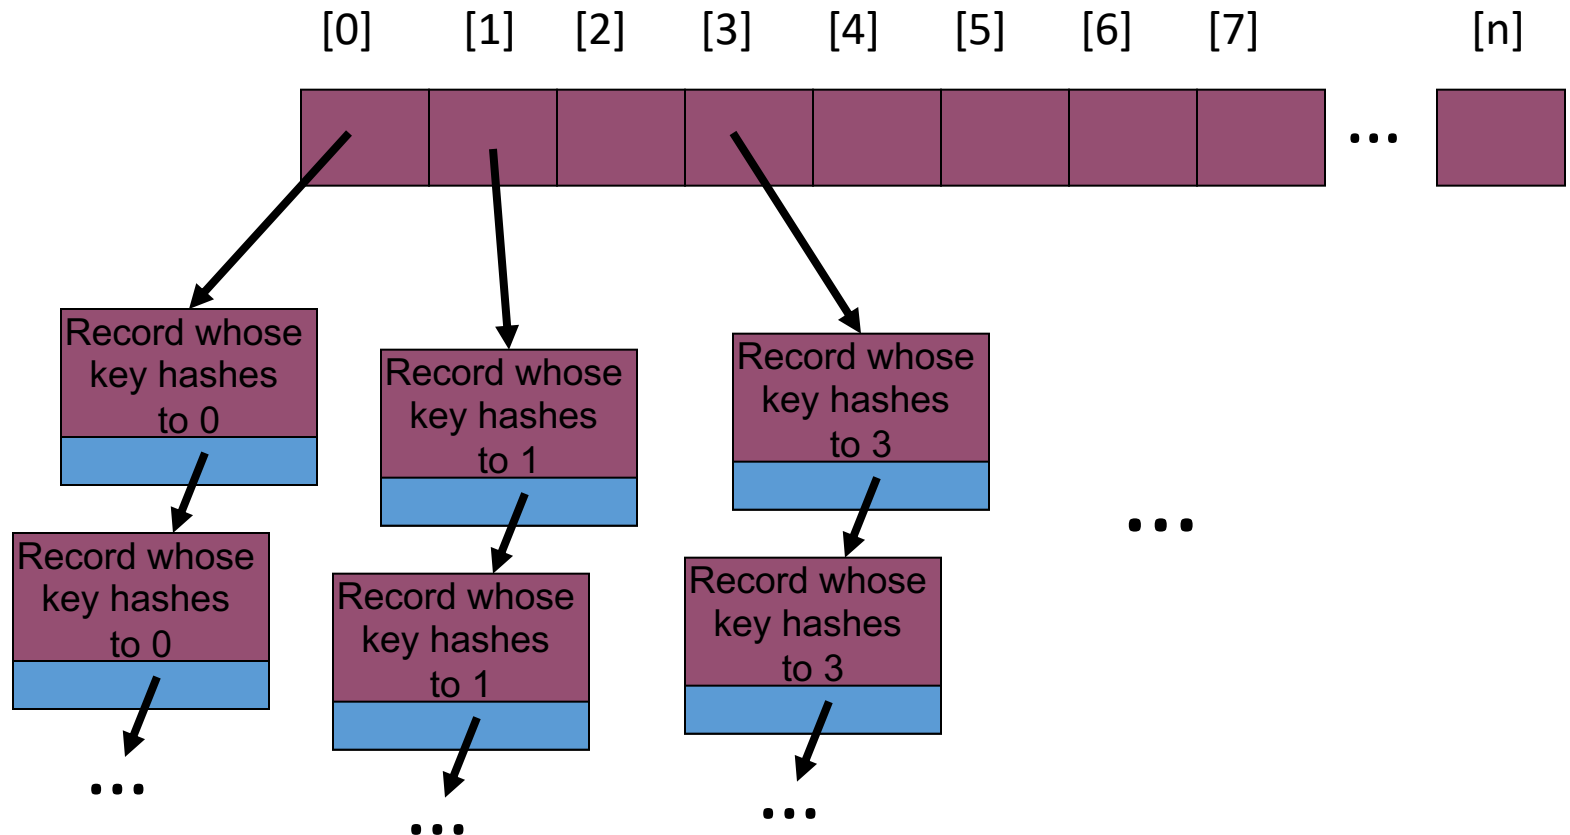 [0] [1] [2] [3] [4] [5] [6] [7] [n]
...
Record whose
key hashes
to 0
Record whose
key hashes
to 1
Record whose
key hashes
to 3
...
Record whose
key hashes
to 0
Record whose
key hashes
to 1
Record whose
key hashes
to 3
...
...
...